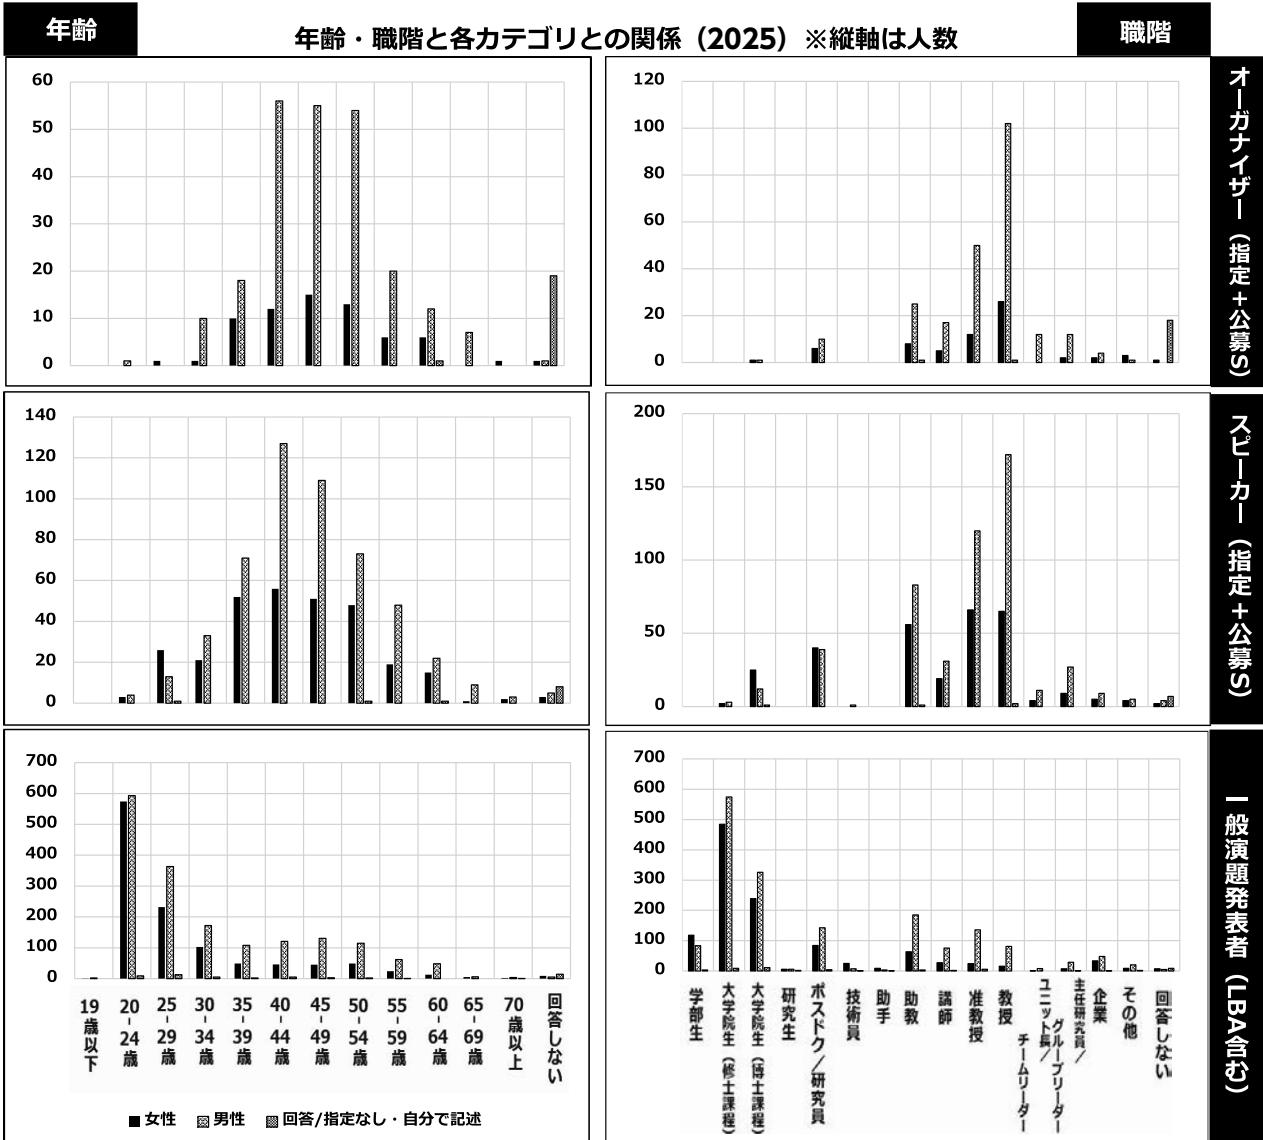 年齢
年齢・職階と各カテゴリとの関係（2025）※縦軸は人数
職階
60
50
40
30
20
10
0
120
100
80
60
40
20
0
オーガナイザー（指定＋公募S）
140
120
100
80
60
40
20
0
200
150
100
50
0
スピーカー（指定＋公募S）
700
600
500
400
300
200
100
0
19歳以下
20-24歳
25-29歳
30-34歳
35-39歳
40-44歳
45-49歳
50-54歳
55-59歳
60-64歳
65-69歳
70歳以上
回答しない
女性
男性
回答/指定なし・自分で記述
700
600
500
400
300
200
100
0
学部生
大学院生（修士課程）
大学院生（博士課程）
研究生
ポスドク／研究員
技術員
助手
助教
講師
准教授
教授
ユニット長／
チームリーダー
主任研究員／
グループリーダー
企業
その他
回答しない
一般演題発表者（LBA含む）